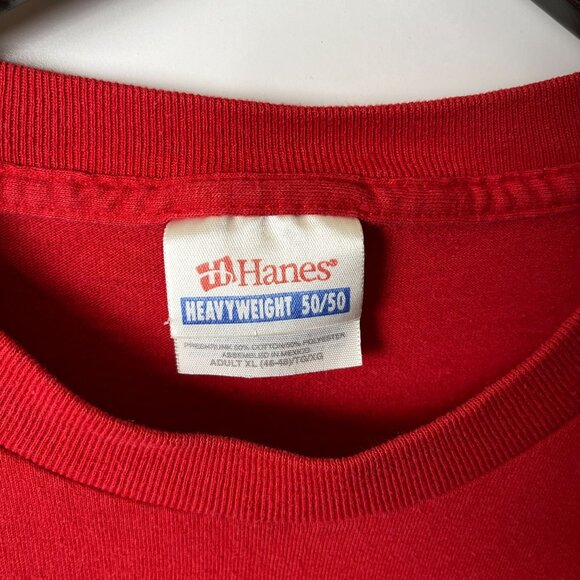 Hanes
HEAVYWEIGHT 50/50
PRESHRUNK 50% COTTON/50% POLYESTER
ASSEMBLED IN MEXICO
ADULT XL (46-48)/TG/XG